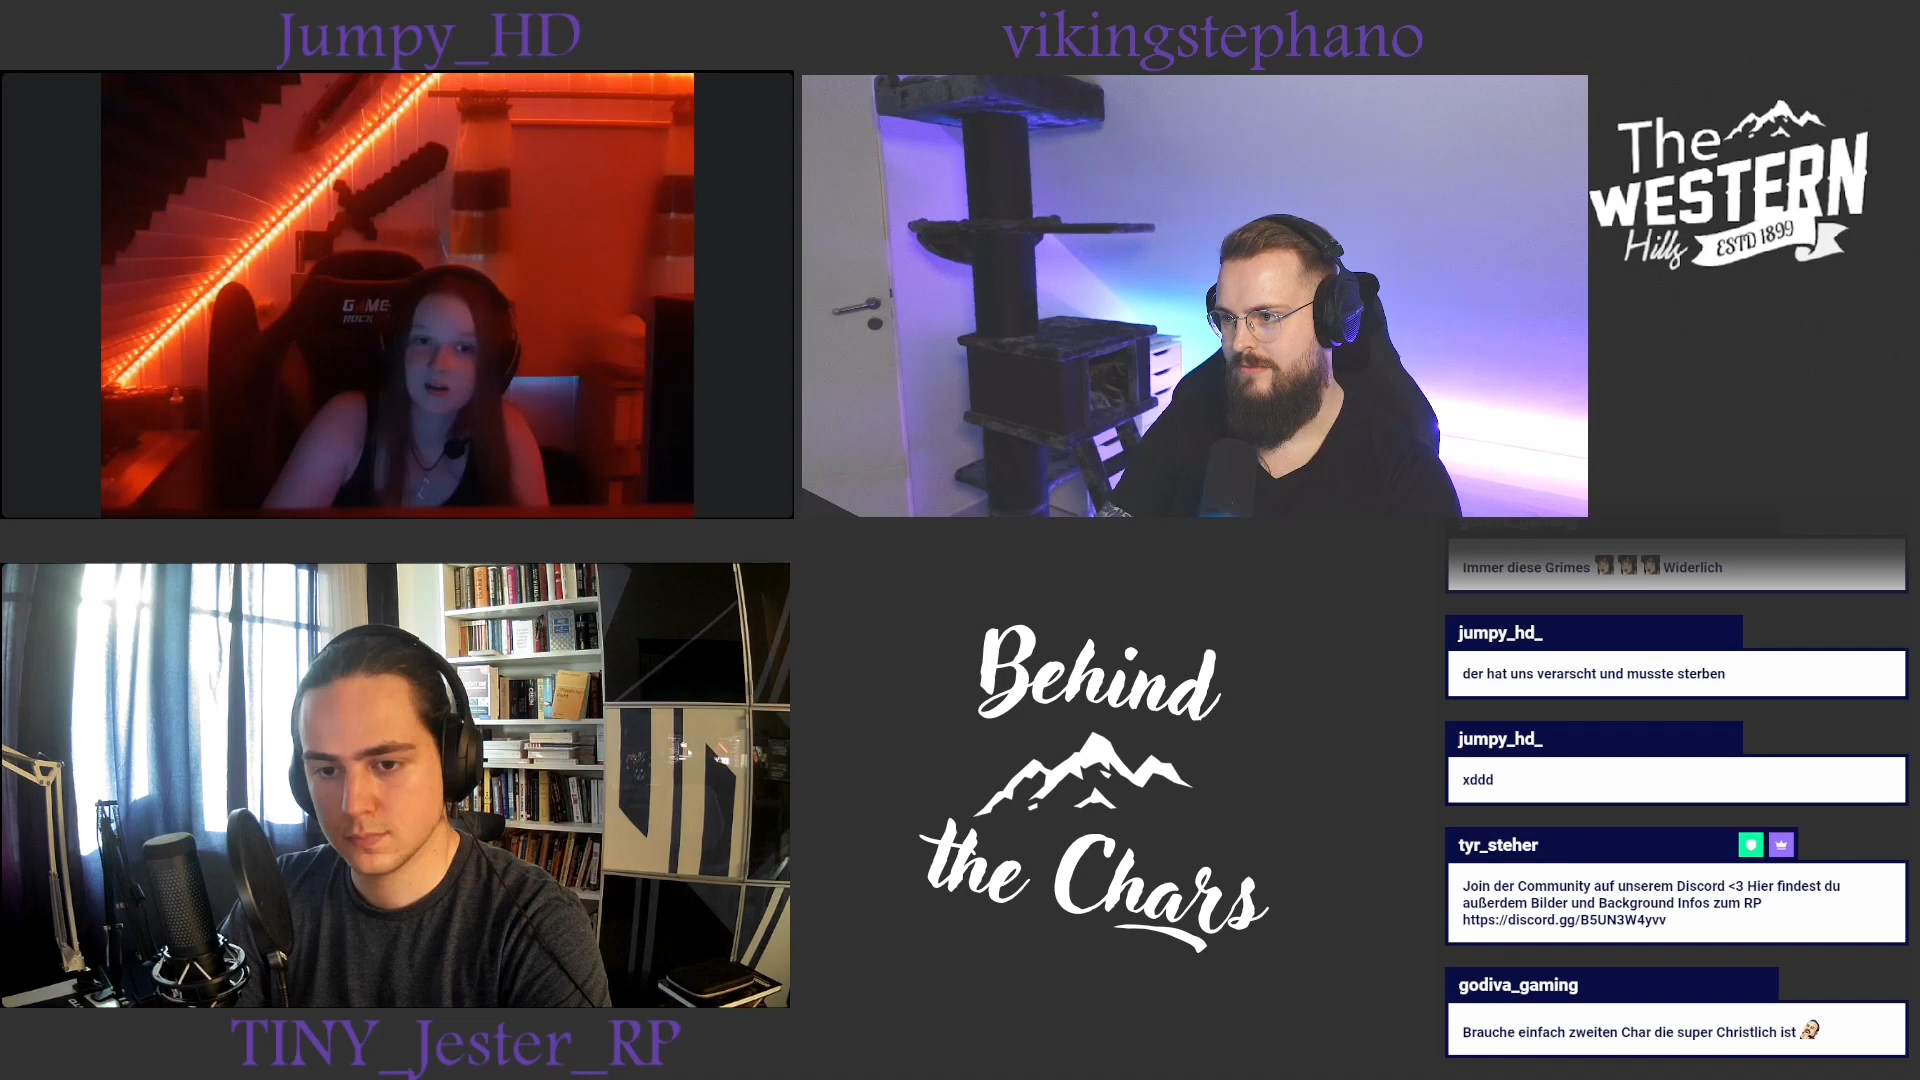 Jumpy_HD
vikingstephano
The
WESTERN
Hills
ESTD 1899
GAME
ROCK
Immer diese Grimes Widerlich
jumpy_hd_
der hat uns verarscht und musste sterben
jumpy_hd_
xddd
tyr_steher
Join der Community auf unserem Discord <3 Hier findest du
außerdem Bilder und Background Infos zum RP
https://discord.gg/B5UN3W4yvv
godiva_gaming
Brauche einfach zweiten Char die super Christlich ist
Behind
the Chars
TINY_Jester_RP